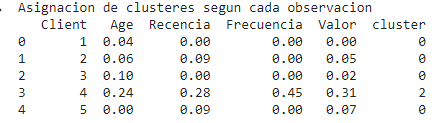 Asignacion de clusteres segun cada observacion
Client Age Recencia Frecuencia Valor cluster
0 1 0.04 0.00 0.00 0.00 0
1 2 0.06 0.09 0.00 0.05 0
2 3 0.10 0.00 0.00 0.02 0
3 4 0.24 0.28 0.45 0.31 2
4 5 0.00 0.09 0.00 0.07 0